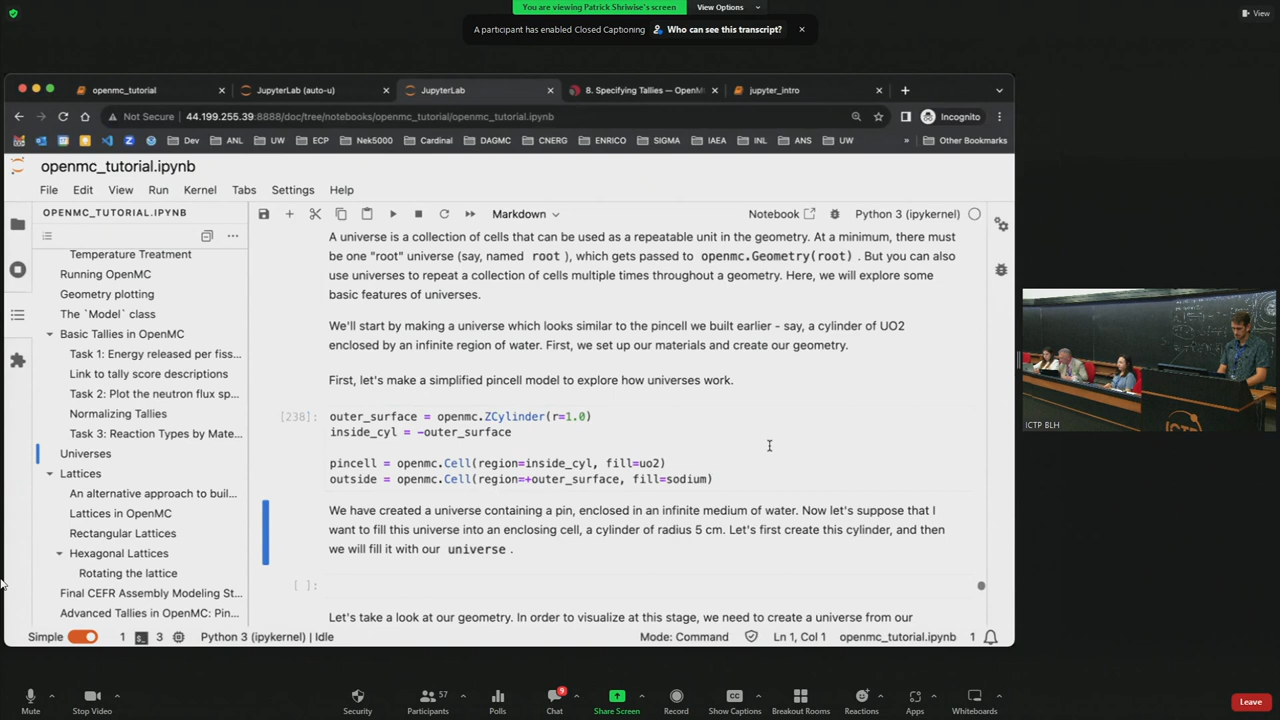 You are viewing Patrick Shriwise's screen
View Options
View
A participant has enabled Closed Captioning
Who can see this transcript?
openmc_tutorial
JupyterLab (auto-u)
JupyterLab
8. Specifying Tallies — OpenM
jupyter_intro
Not Secure
44.199.255.39:8888/doc/tree/notebooks/openmc_tutorial/openmc_tutorial.ipynb
Incognito
Dev
ANL
UW
ECP
Nek5000
Cardinal
DAGMC
CNERG
ENRICO
SIGMA
IAEA
INL
ANS
UW
»
Other Bookmarks
openmc_tutorial.ipynb
File
Edit
View
Run
Kernel
Tabs
Settings
Help
OPENMC_TUTORIAL.IPYNB
Markdown
Notebook
Python 3 (ipykernel)
Temperature Treatment
Running OpenMC
Geometry plotting
The `Model` class
Basic Tallies in OpenMC
Task 1: Energy released per fiss...
Link to tally score descriptions
Task 2: Plot the neutron flux sp...
Normalizing Tallies
Task 3: Reaction Types by Mate...
Universes
Lattices
An alternative approach to buil...
Lattices in OpenMC
Rectangular Lattices
Hexagonal Lattices
Rotating the lattice
Final CEFR Assembly Modeling St...
Advanced Tallies in OpenMC: Pin...
A universe is a collection of cells that can be used as a repeatable unit in the geometry. At a minimum, there must
be one "root" universe (say, named root ), which gets passed to openmc.Geometry(root) . But you can also
use universes to repeat a collection of cells multiple times throughout a geometry. Here, we will explore some
basic features of universes.
We'll start by making a universe which looks similar to the pincell we built earlier - say, a cylinder of UO2
enclosed by an infinite region of water. First, we set up our materials and create our geometry.
First, let's make a simplified pincell model to explore how universes work.
[238]:
outer_surface = openmc.ZCylinder(r=1.0)
inside_cyl = -outer_surface
pincell = openmc.Cell(region=inside_cyl, fill=uo2)
outside = openmc.Cell(region=+outer_surface, fill=sodium)
We have created a universe containing a pin, enclosed in an infinite medium of water. Now let's suppose that I
want to fill this universe into an enclosing cell, a cylinder of radius 5 cm. Let's first create this cylinder, and then
we will fill it with our universe .
[ ]:
Let's take a look at our geometry. In order to visualize at this stage, we need to create a universe from our
Simple
1
3
Python 3 (ipykernel) | Idle
Mode: Command
Ln 1, Col 1
openmc_tutorial.ipynb
1
ICTP BLH
Mute
Stop Video
Security
57
Participants
Polls
9
Chat
Share Screen
Record
Show Captions
Breakout Rooms
Reactions
Apps
Whiteboards
Leave